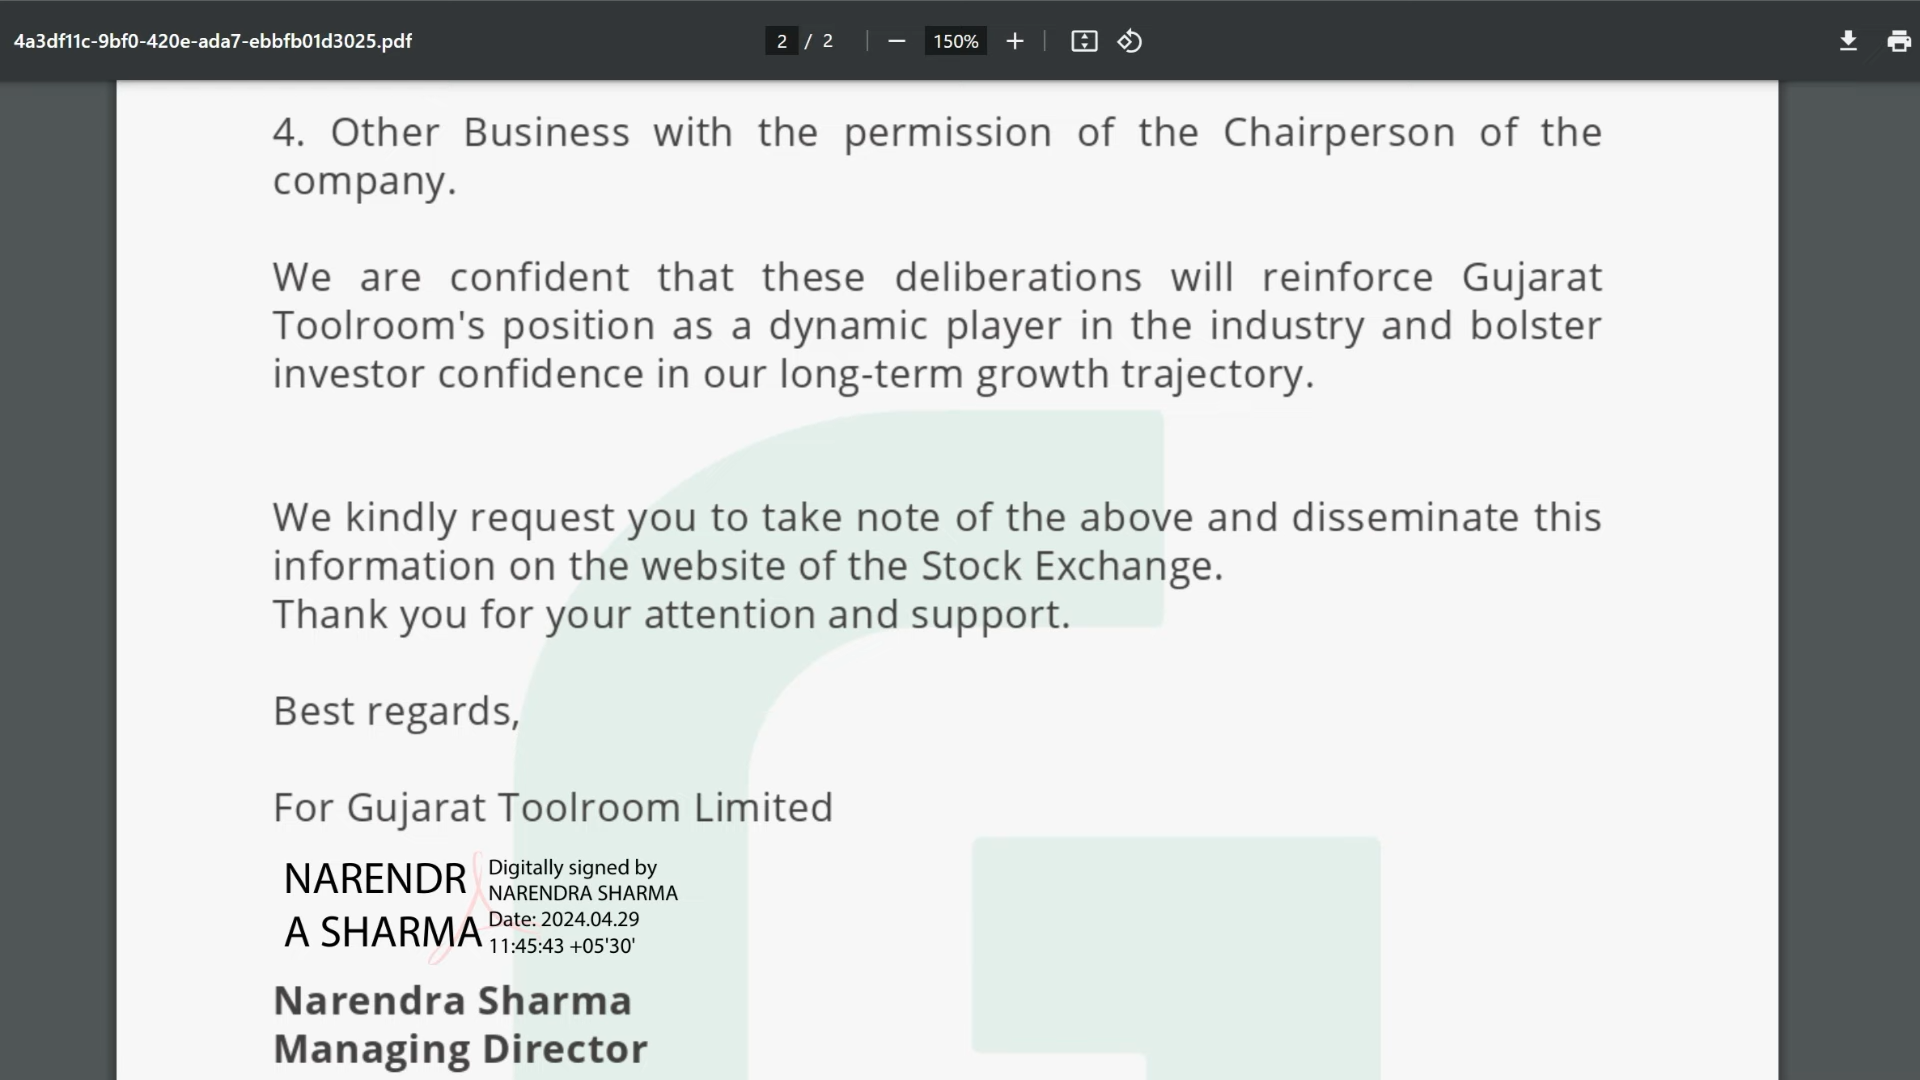 4a3df11c-9bf0-420e-ada7-ebbfb01d3025.pdf
2 / 2
150%
4. Other Business with the permission of the Chairperson of the
company.
We are confident that these deliberations will reinforce Gujarat
Toolroom's position as a dynamic player in the industry and bolster
investor confidence in our long-term growth trajectory.
We kindly request you to take note of the above and disseminate this
information on the website of the Stock Exchange.
Thank you for your attention and support.
Best regards,
For Gujarat Toolroom Limited
NARENDR
A SHARMA
Digitally signed by
NARENDRA SHARMA
Date: 2024.04.29
11:45:43 +05'30'
Narendra Sharma
Managing Director